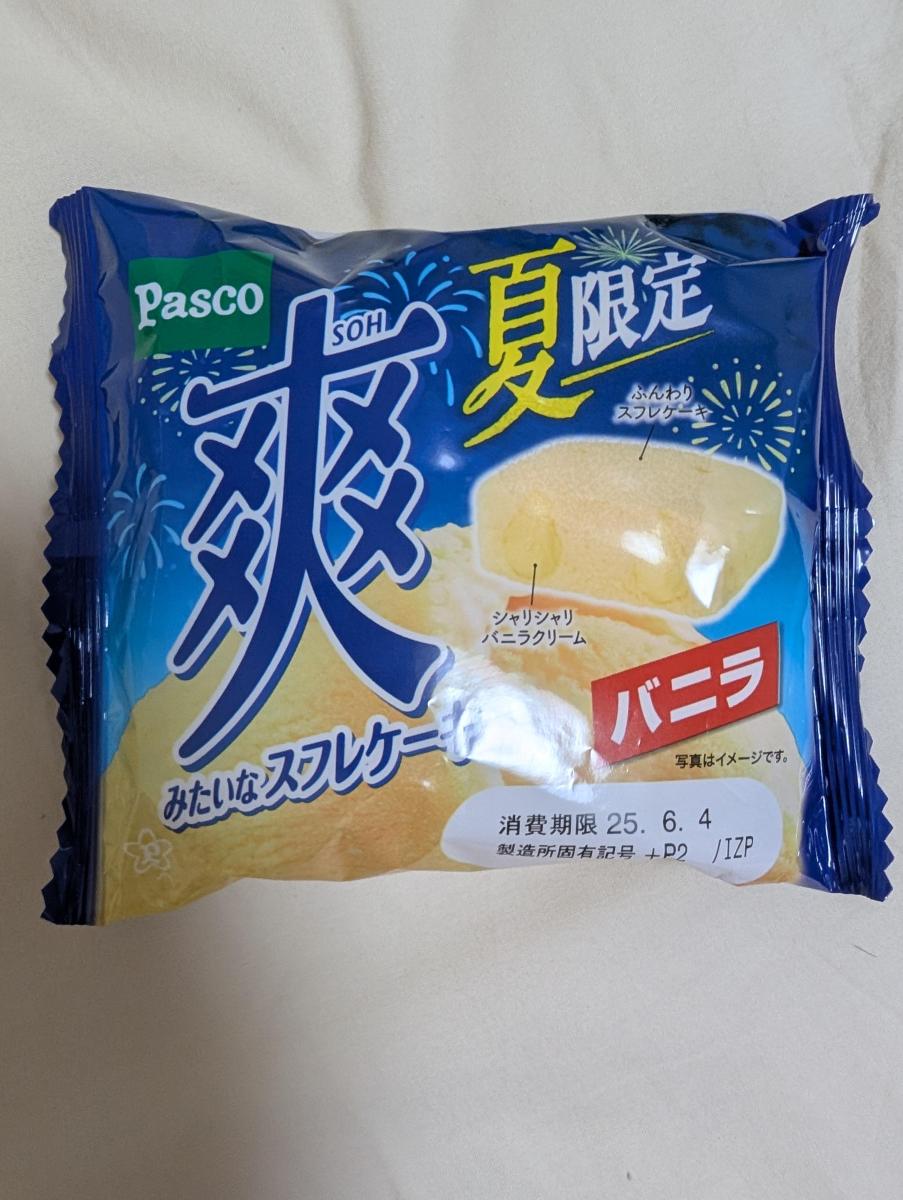 Pasco
SOH
爽
夏限定
ふんわり
スフレケーキ
シャリシャリ
バニラクリーム
バニラ
みたいなスフレケーキ
写真はイメージです。
消費期限 25. 6. 4
製造所固有記号 +P2 /IZP